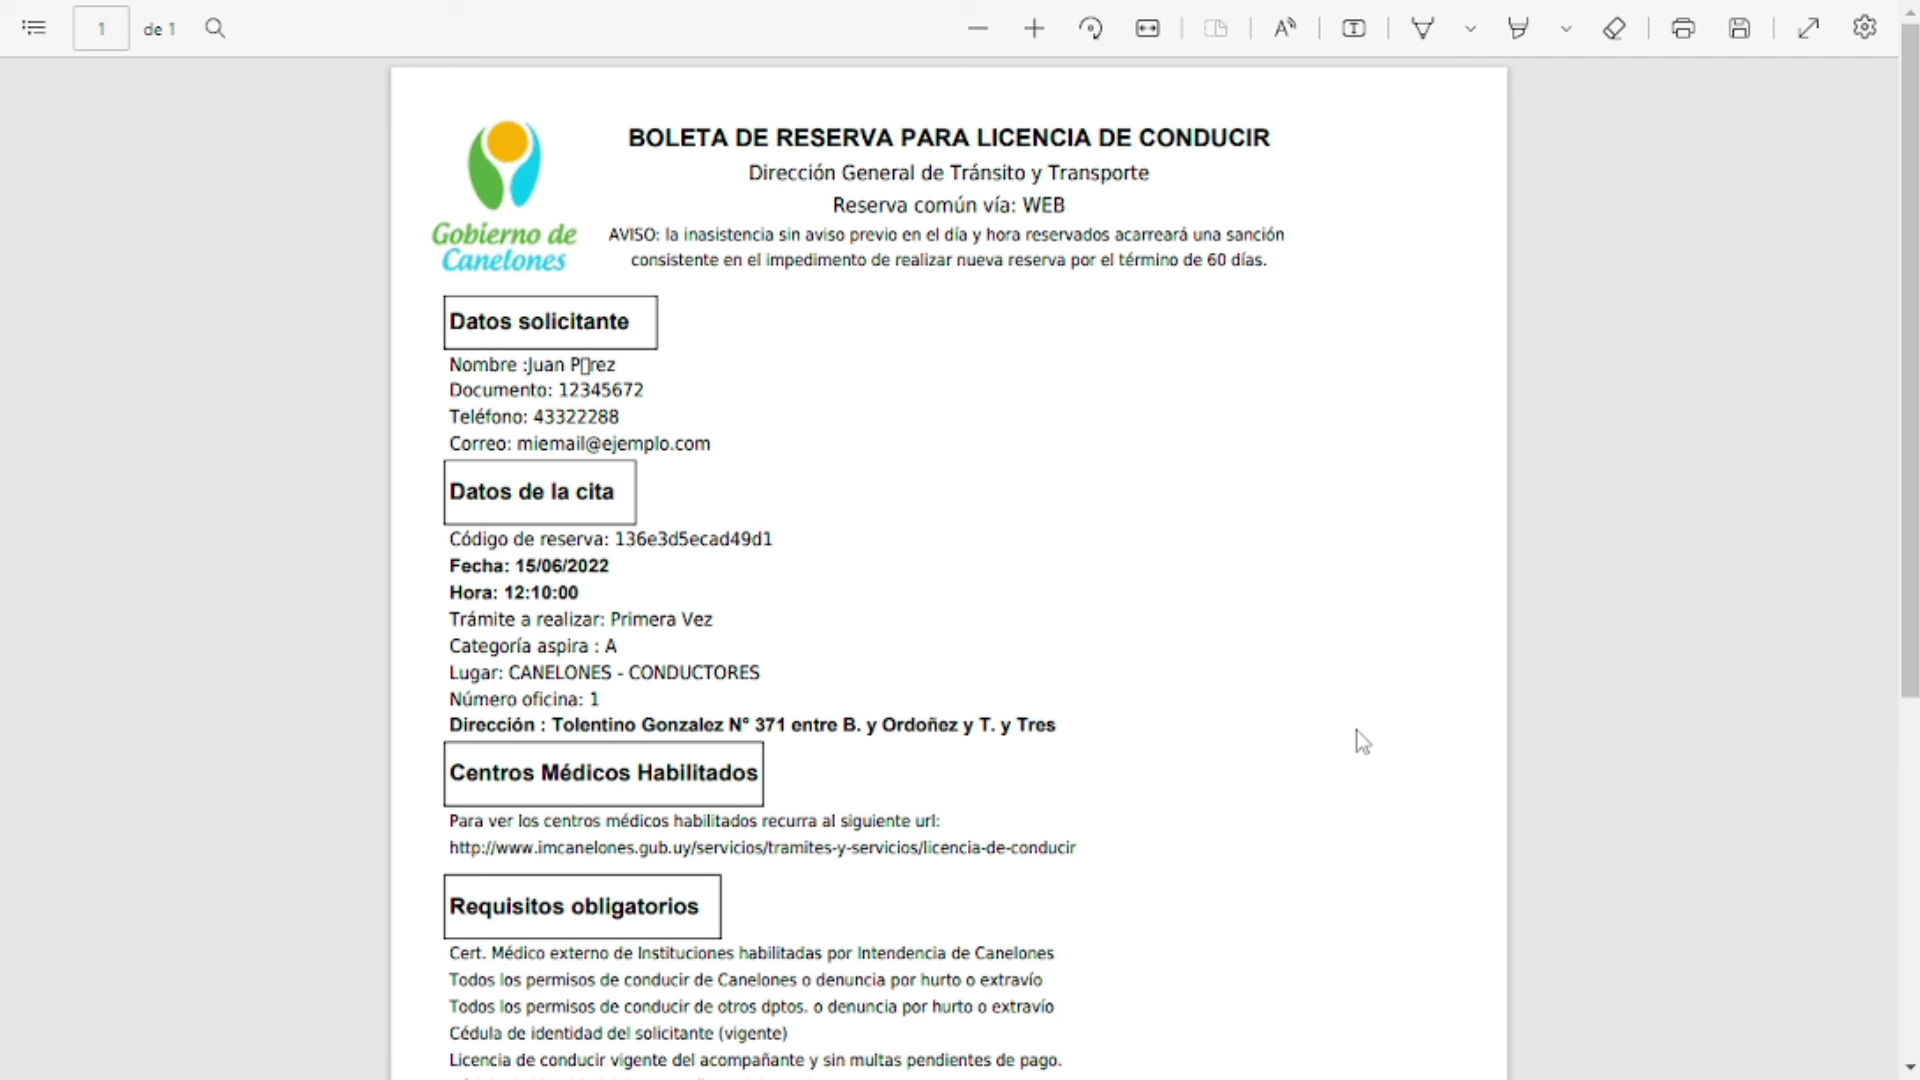 1 de 1
BOLETA DE RESERVA PARA LICENCIA DE CONDUCIR
Dirección General de Tránsito y Transporte
Reserva común vía: WEB
Gobierno de
Canelones
AVISO: la inasistencia sin aviso previo en el día y hora reservados acarreará una sanción
consistente en el impedimento de realizar nueva reserva por el término de 60 días.
Datos solicitante
Nombre :Juan P▯rez
Documento: 12345672
Teléfono: 43322288
Correo: miemail@ejemplo.com
Datos de la cita
Código de reserva: 136e3d5ecad49d1
Fecha: 15/06/2022
Hora: 12:10:00
Trámite a realizar: Primera Vez
Categoría aspira : A
Lugar: CANELONES - CONDUCTORES
Número oficina: 1
Dirección : Tolentino Gonzalez N° 371 entre B. y Ordoñez y T. y Tres
Centros Médicos Habilitados
Para ver los centros médicos habilitados recurra al siguiente url:
http://www.imcanelones.gub.uy/servicios/tramites-y-servicios/licencia-de-conducir
Requisitos obligatorios
Cert. Médico externo de Instituciones habilitadas por Intendencia de Canelones
Todos los permisos de conducir de Canelones o denuncia por hurto o extravío
Todos los permisos de conducir de otros dptos. o denuncia por hurto o extravío
Cédula de identidad del solicitante (vigente)
Licencia de conducir vigente del acompañante y sin multas pendientes de pago.